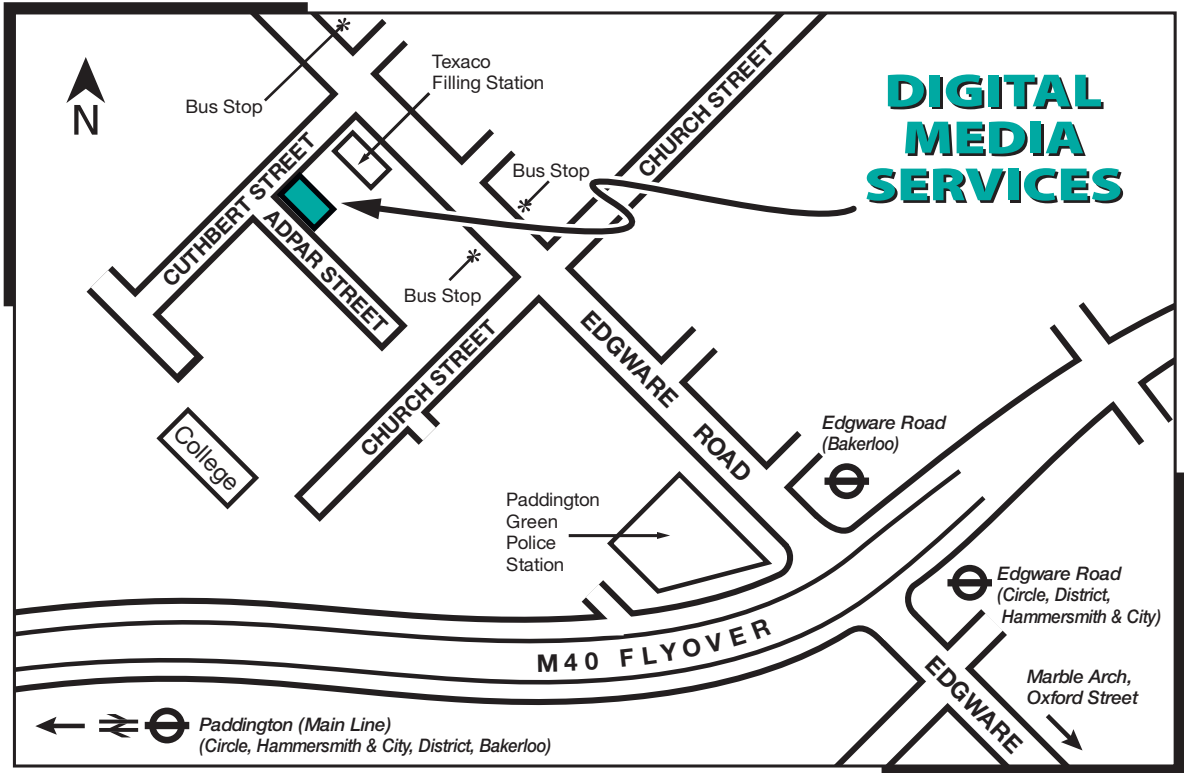 Texaco
Filling Station
Bus Stop
N
DIGITAL
MEDIA
SERVICES
CHURCH STREET
Bus Stop
CUTHBERT STREET
ADPAR STREET
Bus Stop
CHURCH STREET
EDGWARE ROAD
College
Edgware Road
(Bakerloo)
Paddington
Green
Police
Station
Edgware Road
(Circle, District,
Hammersmith & City)
M40 FLYOVER
EDGWARE
Marble Arch,
Oxford Street
Paddington (Main Line)
(Circle, Hammersmith & City, District, Bakerloo)